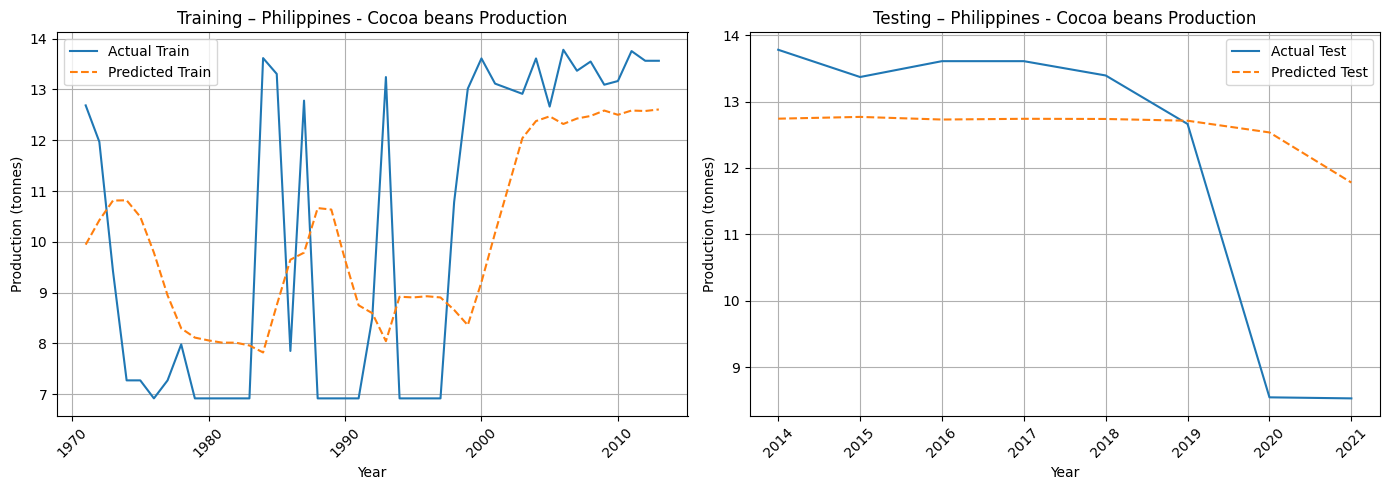 Training – Philippines - Cocoa beans Production
Actual Train
Predicted Train
Production (tonnes)
14
13
12
11
10
9
8
7
1970
1980
1990
2000
2010
Year
Testing – Philippines - Cocoa beans Production
Actual Test
Predicted Test
Production (tonnes)
14
13
12
11
10
9
2014
2015
2016
2017
2018
2019
2020
2021
Year